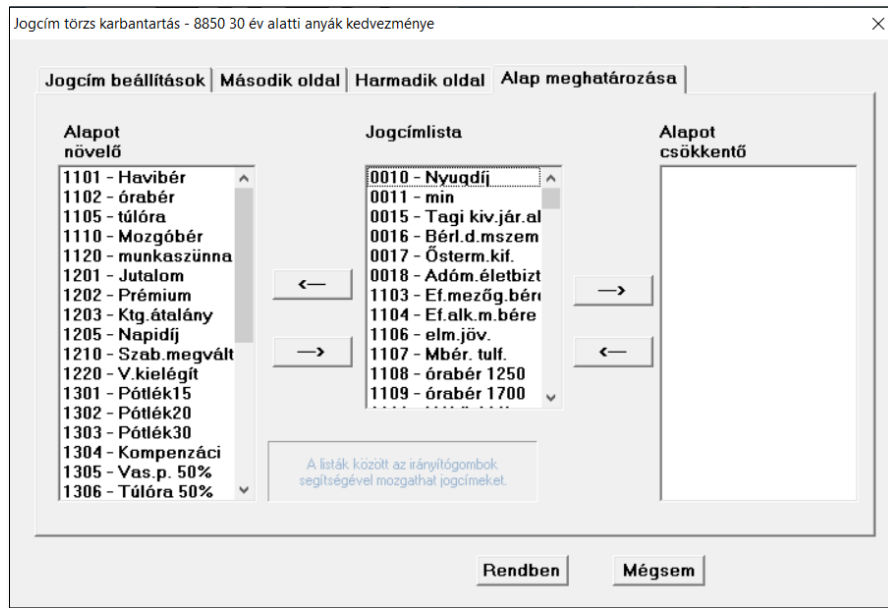 Jogcím törzs karbantartás - 8850 30 év alatti anyák kedvezménye
Jogcím beállítások
Második oldal
Harmadik oldal
Alap meghatározása
Alapot
növelő
1101 - Havibér
1102 - órabér
1105 - túlóra
1110 - Mozgóbér
1120 - munkaszünna
1201 - Jutalom
1202 - Prémium
1203 - Ktg.átalány
1205 - Napidíj
1210 - Szab.megvált
1220 - V.kielégít
1301 - Pótlék15
1302 - Pótlék20
1303 - Pótlék30
1304 - Kompenzáci
1305 - Vas.p. 50%
1306 - Túlóra 50%
Jogcímlista
0010 - Nyugdíj
0011 - min
0015 - Tagi kiv.jár.al
0016 - Bérl.d.mszem
0017 - Ősterm.kif.
0018 - Adóm.életbizt
1103 - Ef.mezőg.bére
1104 - Ef.alk.m.bére
1106 - elm.jöv.
1107 - Mbér. tulf.
1108 - órabér 1250
1109 - órabér 1700
A listák között az irányítógombok
segítségével mozgathat jogcímeket.
Alapot
csökkentő
Rendben
Mégsem